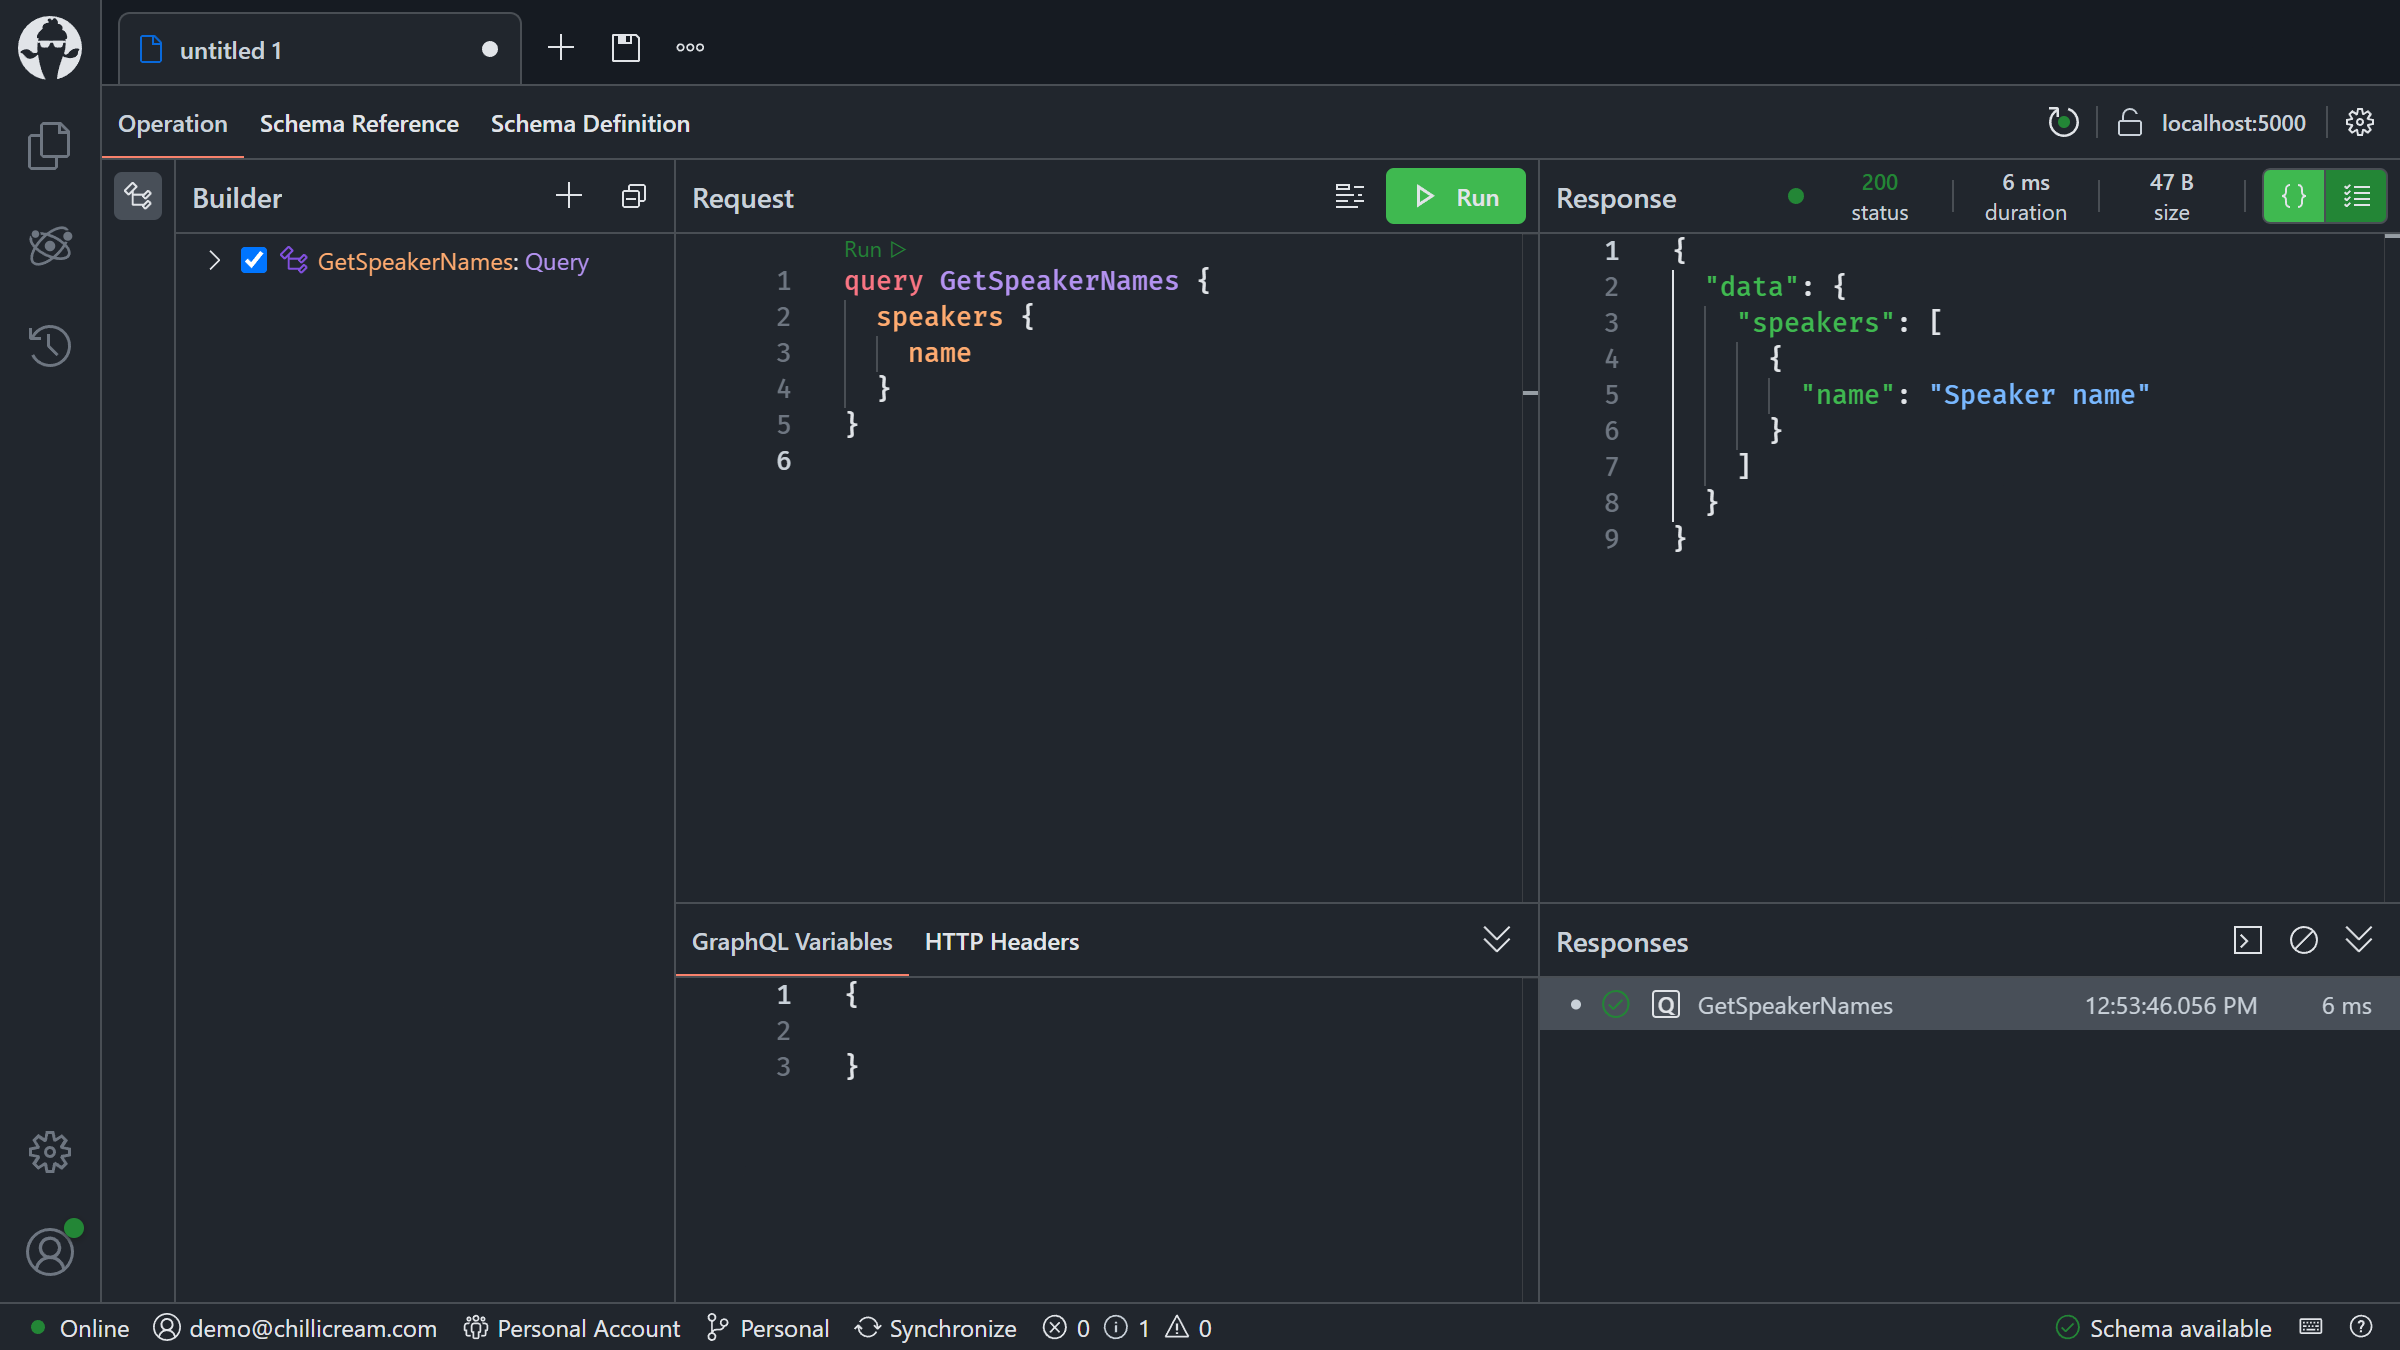 untitled 1
Operation Schema Reference Schema Definition localhost:5000
Builder
GetSpeakerNames: Query
Request Run
Run
1 query GetSpeakerNames {
2 speakers {
3 name
4 }
5 }
6
GraphQL Variables HTTP Headers
1 {
2
3 }
Response 200 status 6 ms duration 47 B size {}
1 {
2 "data": {
3 "speakers": [
4 {
5 "name": "Speaker name"
6 }
7 ]
8 }
9 }
Responses
Q GetSpeakerNames 12:53:46.056 PM 6 ms
Online demo@chillicream.com Personal Account Personal Synchronize 0 1 0 Schema available